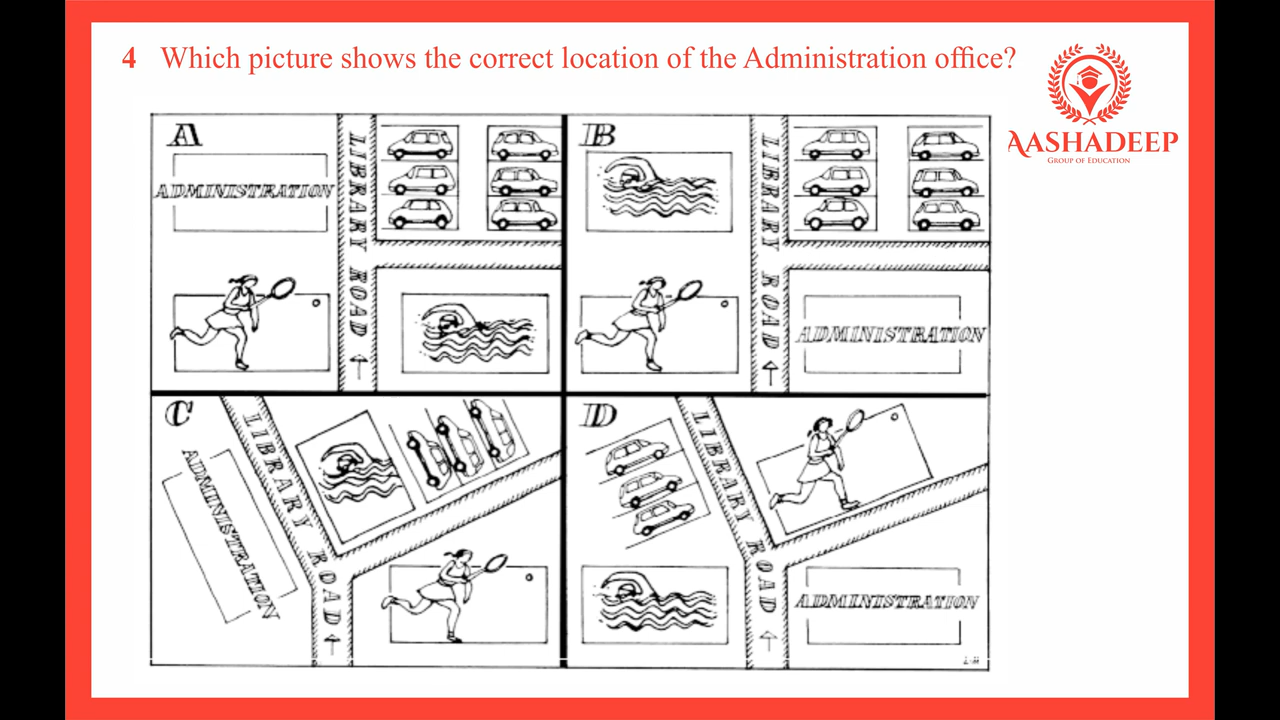 4 Which picture shows the correct location of the Administration office?
AASHADEEP
GROUP OF EDUCATION
A
ADMINISTRATION
LIBRARY ROAD
B
LIBRARY ROAD
ADMINISTRATION
C
ADMINISTRATION
LIBRARY ROAD
D
LIBRARY ROAD
ADMINISTRATION